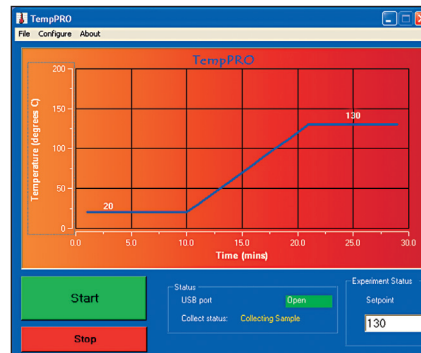 TempPRO
File Configure About
TempPRO
Temperature (degrees C)
200
150
100
50
0
130
20
0.0 5.0 10.0 15.0 20.0 25.0 30.0
Time (mins)
Start
Stop
Status
USB port Open
Collect status: Collecting Sample
Experiment Status
Setpoint
130